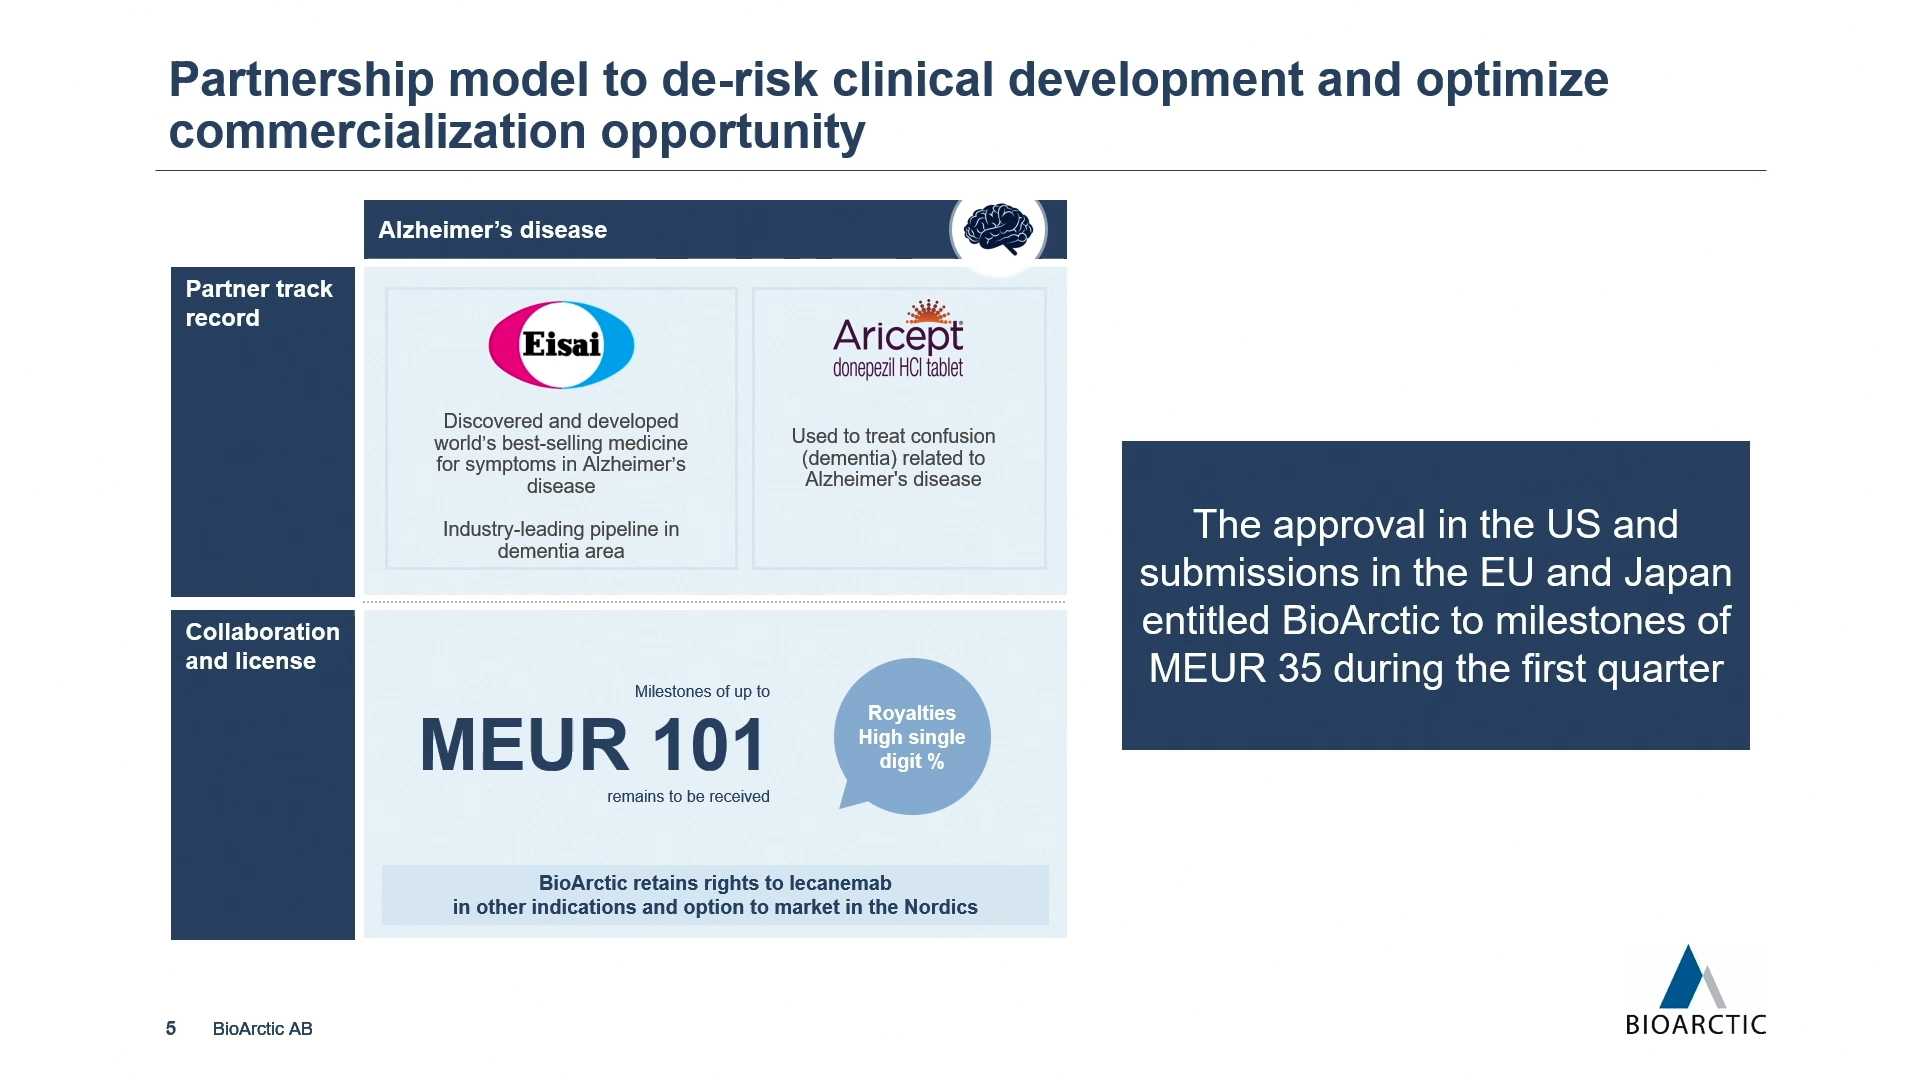 Partnership model to de-risk clinical development and optimize
commercialization opportunity
Alzheimer’s disease
Partner track
record
Eisai
Discovered and developed
world’s best-selling medicine
for symptoms in Alzheimer’s
disease
Industry-leading pipeline in
dementia area
Aricept®
donepezil HCl tablet
Used to treat confusion
(dementia) related to
Alzheimer's disease
Collaboration
and license
Milestones of up to
MEUR 101
remains to be received
Royalties
High single
digit %
BioArctic retains rights to lecanemab
in other indications and option to market in the Nordics
The approval in the US and
submissions in the EU and Japan
entitled BioArctic to milestones of
MEUR 35 during the first quarter
5 BioArctic AB
BIOARCTIC